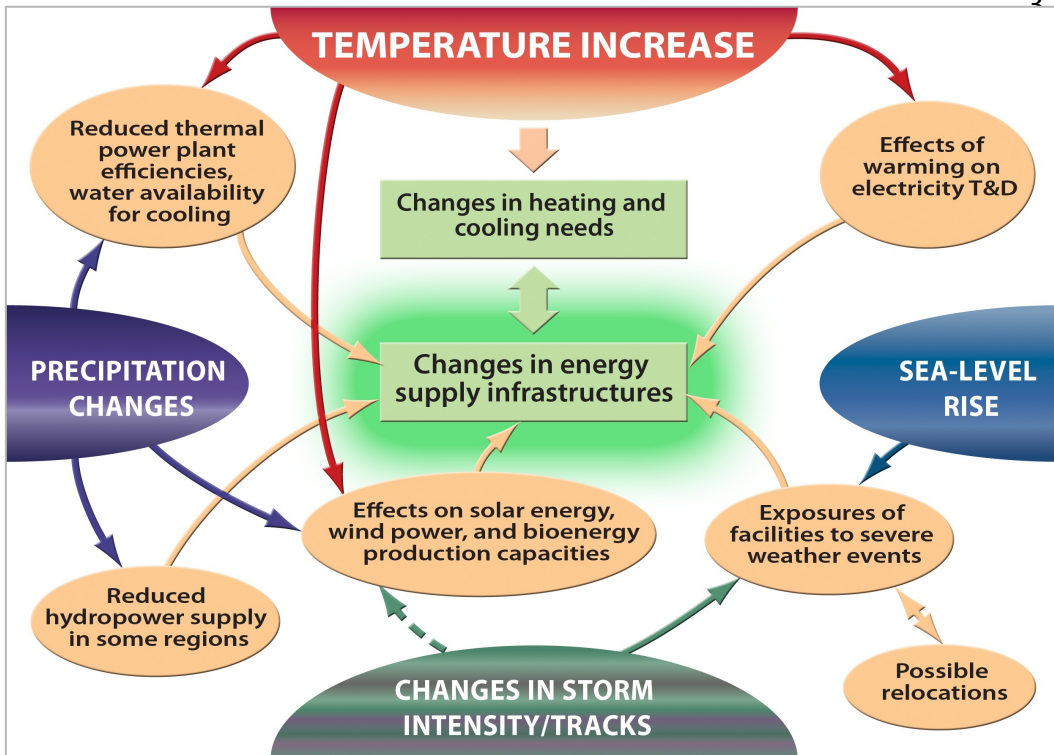 TEMPERATURE INCREASE
Reduced thermal
power plant
efficiencies,
water availability
for cooling
Effects of
warming on
electricity T&D
Changes in heating and
cooling needs
PRECIPITATION
CHANGES
Changes in energy
supply infrastructures
SEA-LEVEL
RISE
Effects on solar energy,
wind power, and bioenergy
production capacities
Exposures of
facilities to severe
weather events
Reduced
hydropower supply
in some regions
Possible
relocations
CHANGES IN STORM
INTENSITY/TRACKS